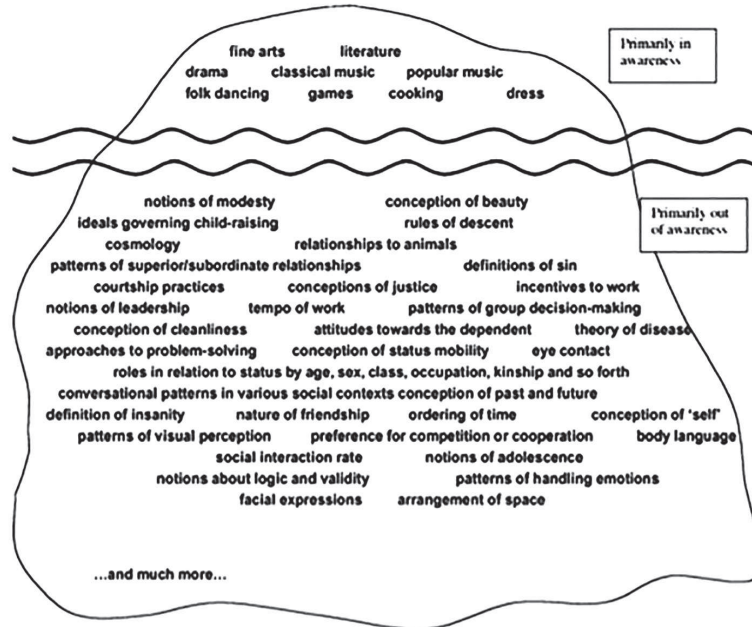 fine arts literature
drama classical music popular music
folk dancing games cooking dress
Primarily in
awareness
notions of modesty conception of beauty
ideals governing child-raising rules of descent
cosmology relationships to animals
patterns of superior/subordinate relationships definitions of sin
courtship practices conceptions of justice incentives to work
notions of leadership tempo of work patterns of group decision-making
conception of cleanliness attitudes towards the dependent theory of disease
approaches to problem-solving conception of status mobility eye contact
roles in relation to status by age, sex, class, occupation, kinship and so forth
conversational patterns in various social contexts conception of past and future
definition of insanity nature of friendship ordering of time conception of ‘self’
patterns of visual perception preference for competition or cooperation body language
social interaction rate notions of adolescence
notions about logic and validity patterns of handling emotions
facial expressions arrangement of space
...and much more...
Primarily out
of awareness